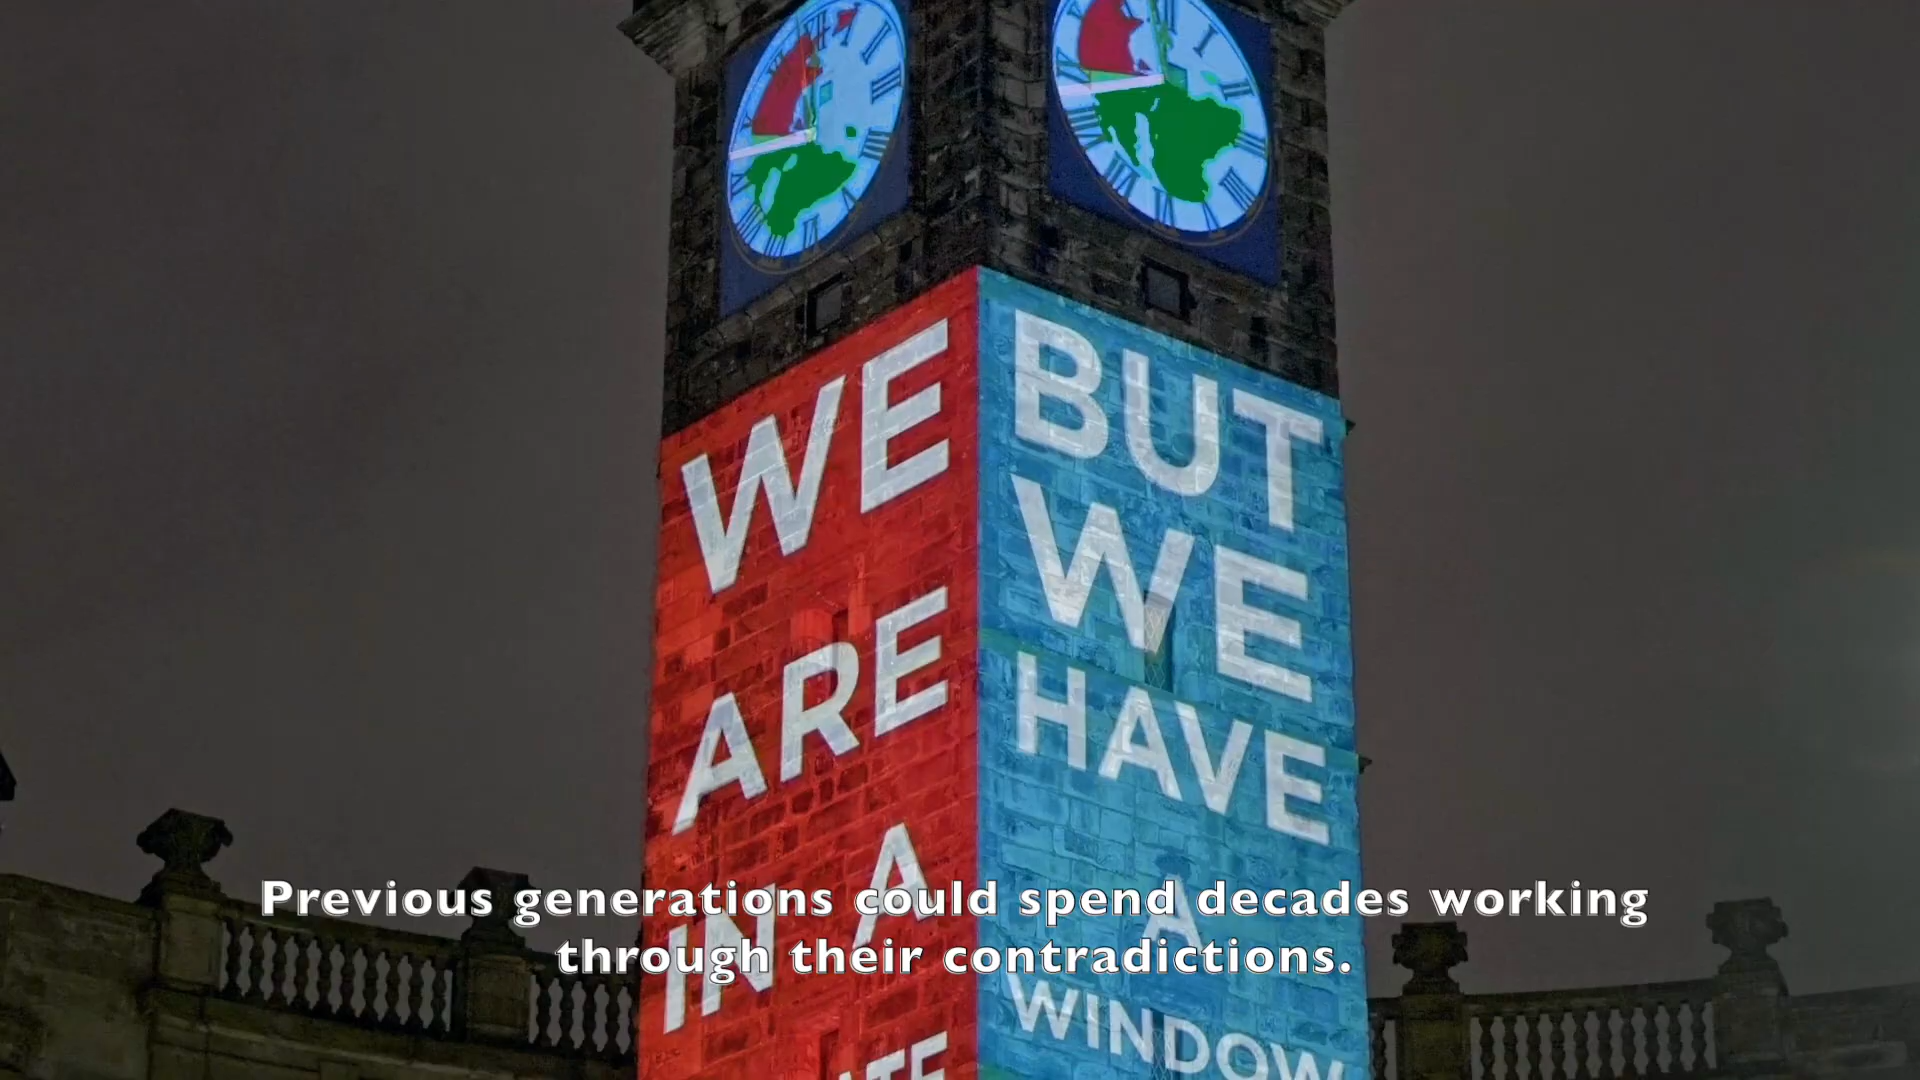 WE
ARE
IN A
BUT
WE
HAVE
A
WINDOW
Previous generations could spend decades working
through their contradictions.